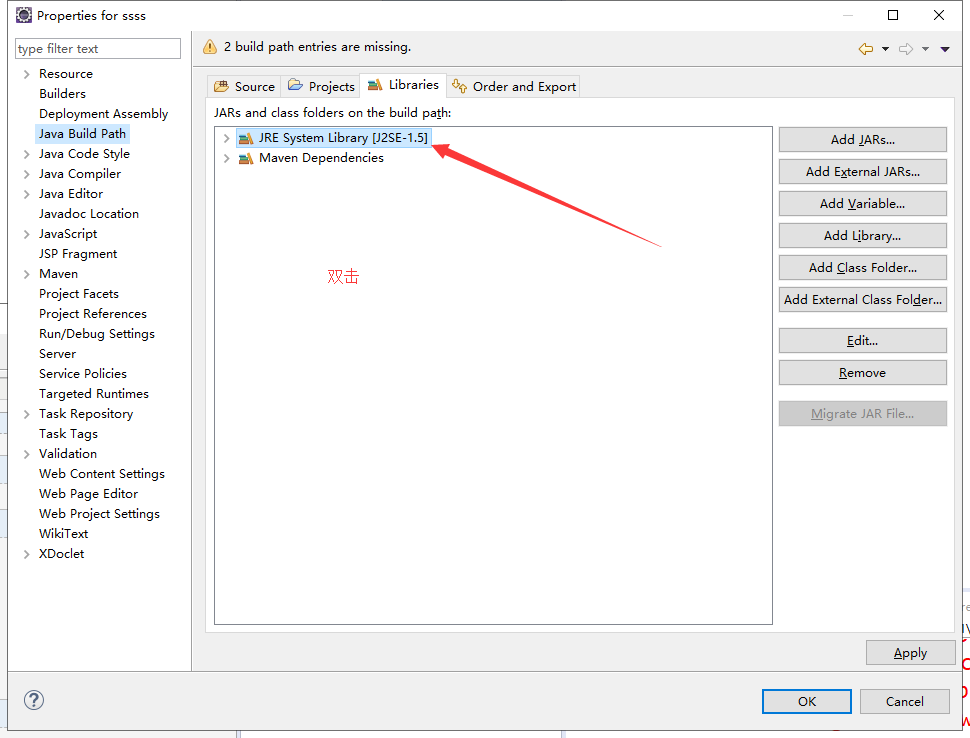 Properties for ssss
type filter text
2 build path entries are missing.
Resource
Builders
Deployment Assembly
Java Build Path
Java Code Style
Java Compiler
Java Editor
Javadoc Location
JavaScript
JSP Fragment
Maven
Project Facets
Project References
Run/Debug Settings
Server
Service Policies
Targeted Runtimes
Task Repository
Task Tags
Validation
Web Content Settings
Web Page Editor
Web Project Settings
WikiText
XDoclet
Source Projects Libraries Order and Export
JARs and class folders on the build path:
JRE System Library [J2SE-1.5]
Maven Dependencies
双击
Add JARs...
Add External JARs...
Add Variable...
Add Library...
Add Class Folder...
Add External Class Folder...
Edit...
Remove
Migrate JAR File...
Apply
?
OK Cancel